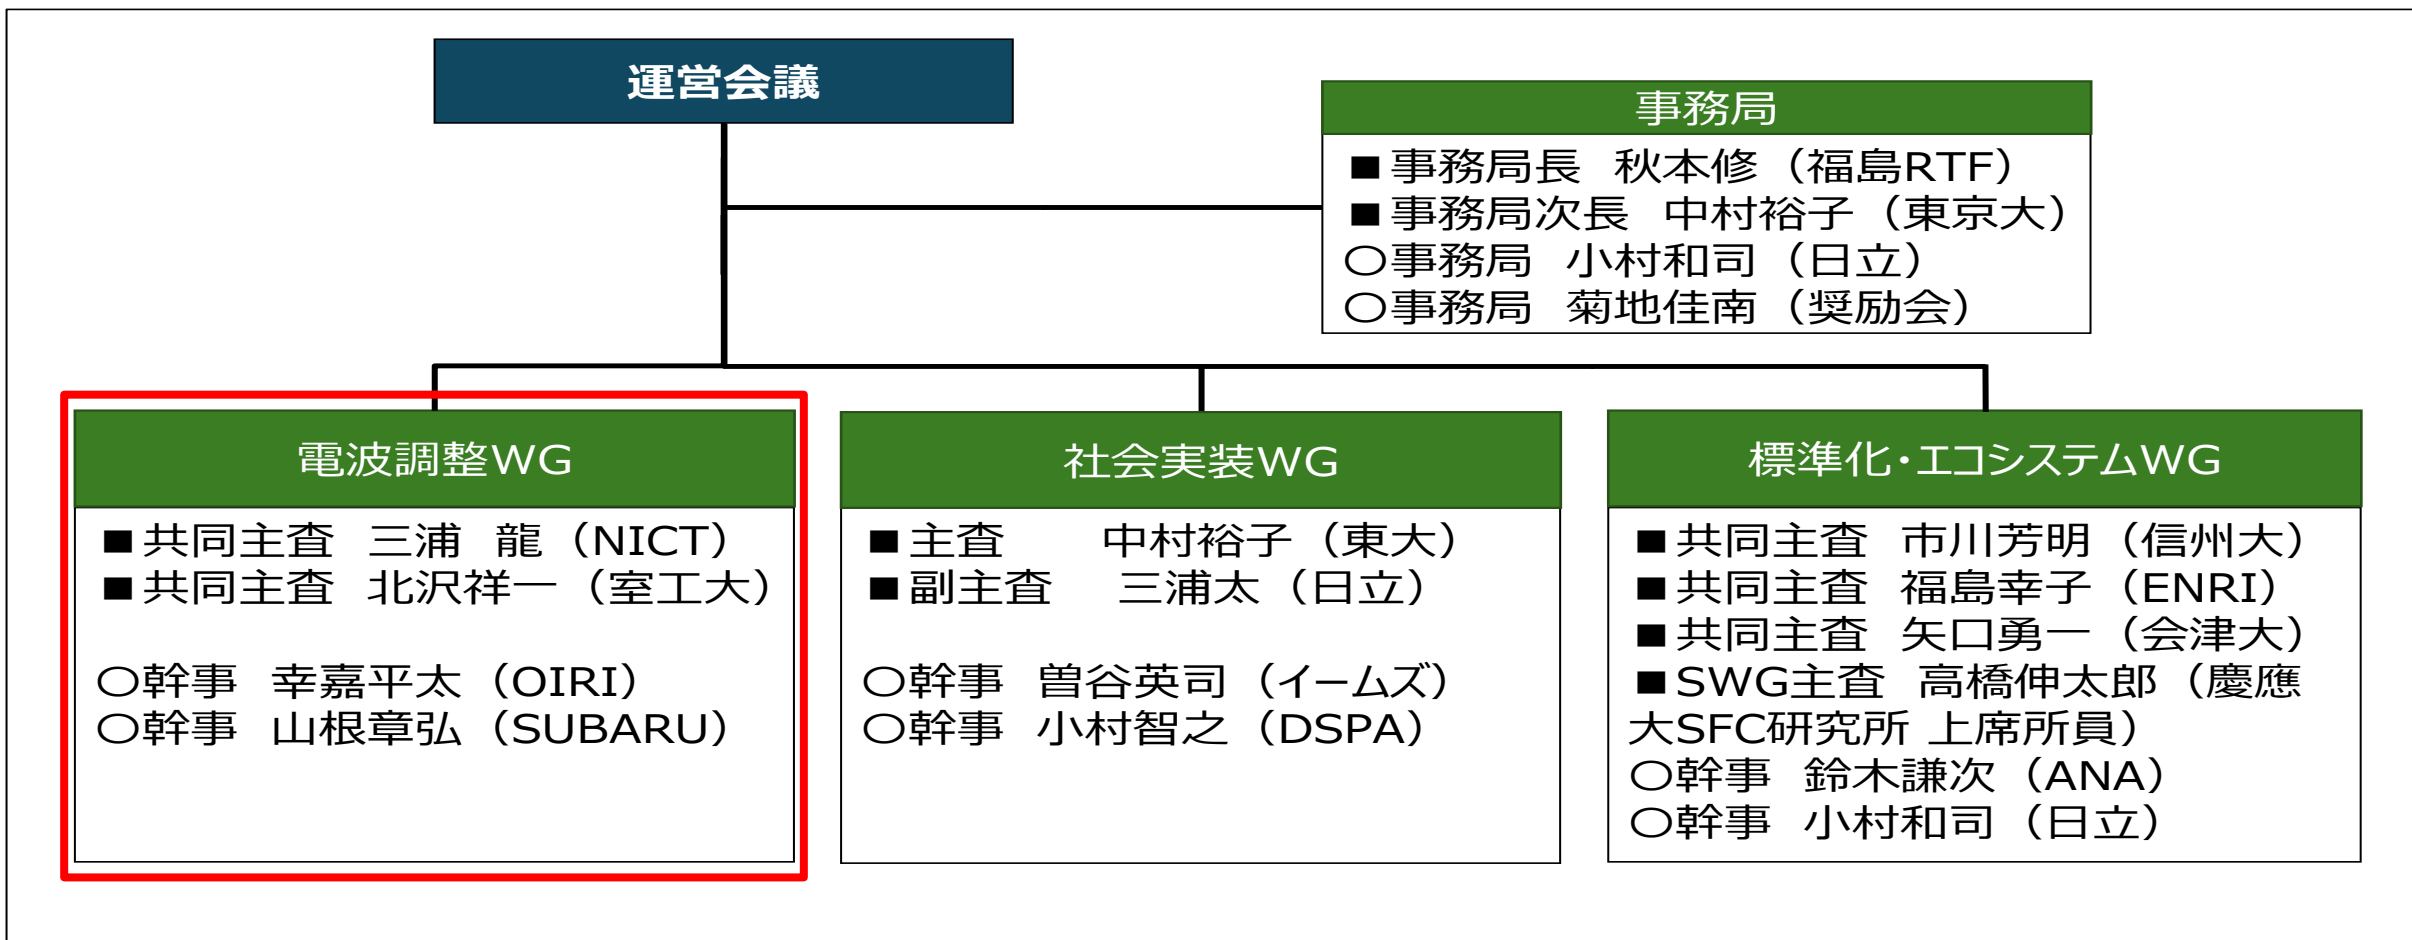 運営会議
事務局
■事務局長　秋本修（福島RTF）
■事務局次長　中村裕子（東京大）
〇事務局　小村和司（日立）
〇事務局　菊地佳南（奨励会）
電波調整WG
■共同主査　三浦　龍（NICT）
■共同主査　北沢祥一（室工大）
〇幹事　幸嘉平太（OIRI）
〇幹事　山根章弘（SUBARU）
社会実装WG
■主査　　中村裕子（東大）
■副主査　　三浦太（日立）
〇幹事　曽谷英司（イームズ）
〇幹事　小村智之（DSPA）
標準化・エコシステムWG
■共同主査　市川芳明（信州大）
■共同主査　福島幸子（ENRI）
■共同主査　矢口勇一（会津大）
■SWG主査　高橋伸太郎（慶應
大SFC研究所 上席所員）
〇幹事　鈴木謙次（ANA）
〇幹事　小村和司（日立）